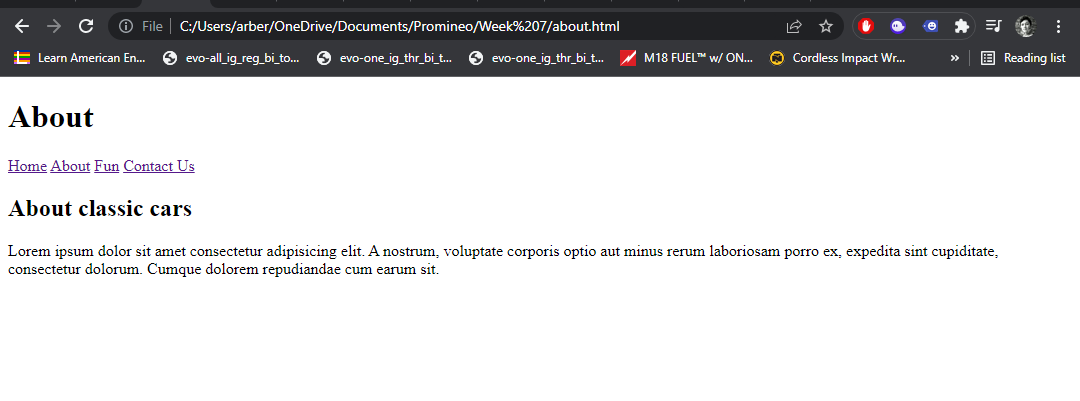 File C:/Users/arber/OneDrive/Documents/Promineo/Week%207/about.html
Learn American En... evo-all_ig_reg_bi_to... evo-one_ig_thr_bi_t... evo-one_ig_thr_bi_t... M18 FUEL™ w/ ON... Cordless Impact Wr... » Reading list
About
Home About Fun Contact Us
About classic cars
Lorem ipsum dolor sit amet consectetur adipisicing elit. A nostrum, voluptate corporis optio aut minus rerum laboriosam porro ex, expedita sint cupiditate,
consectetur dolorum. Cumque dolorem repudiandae cum earum sit.